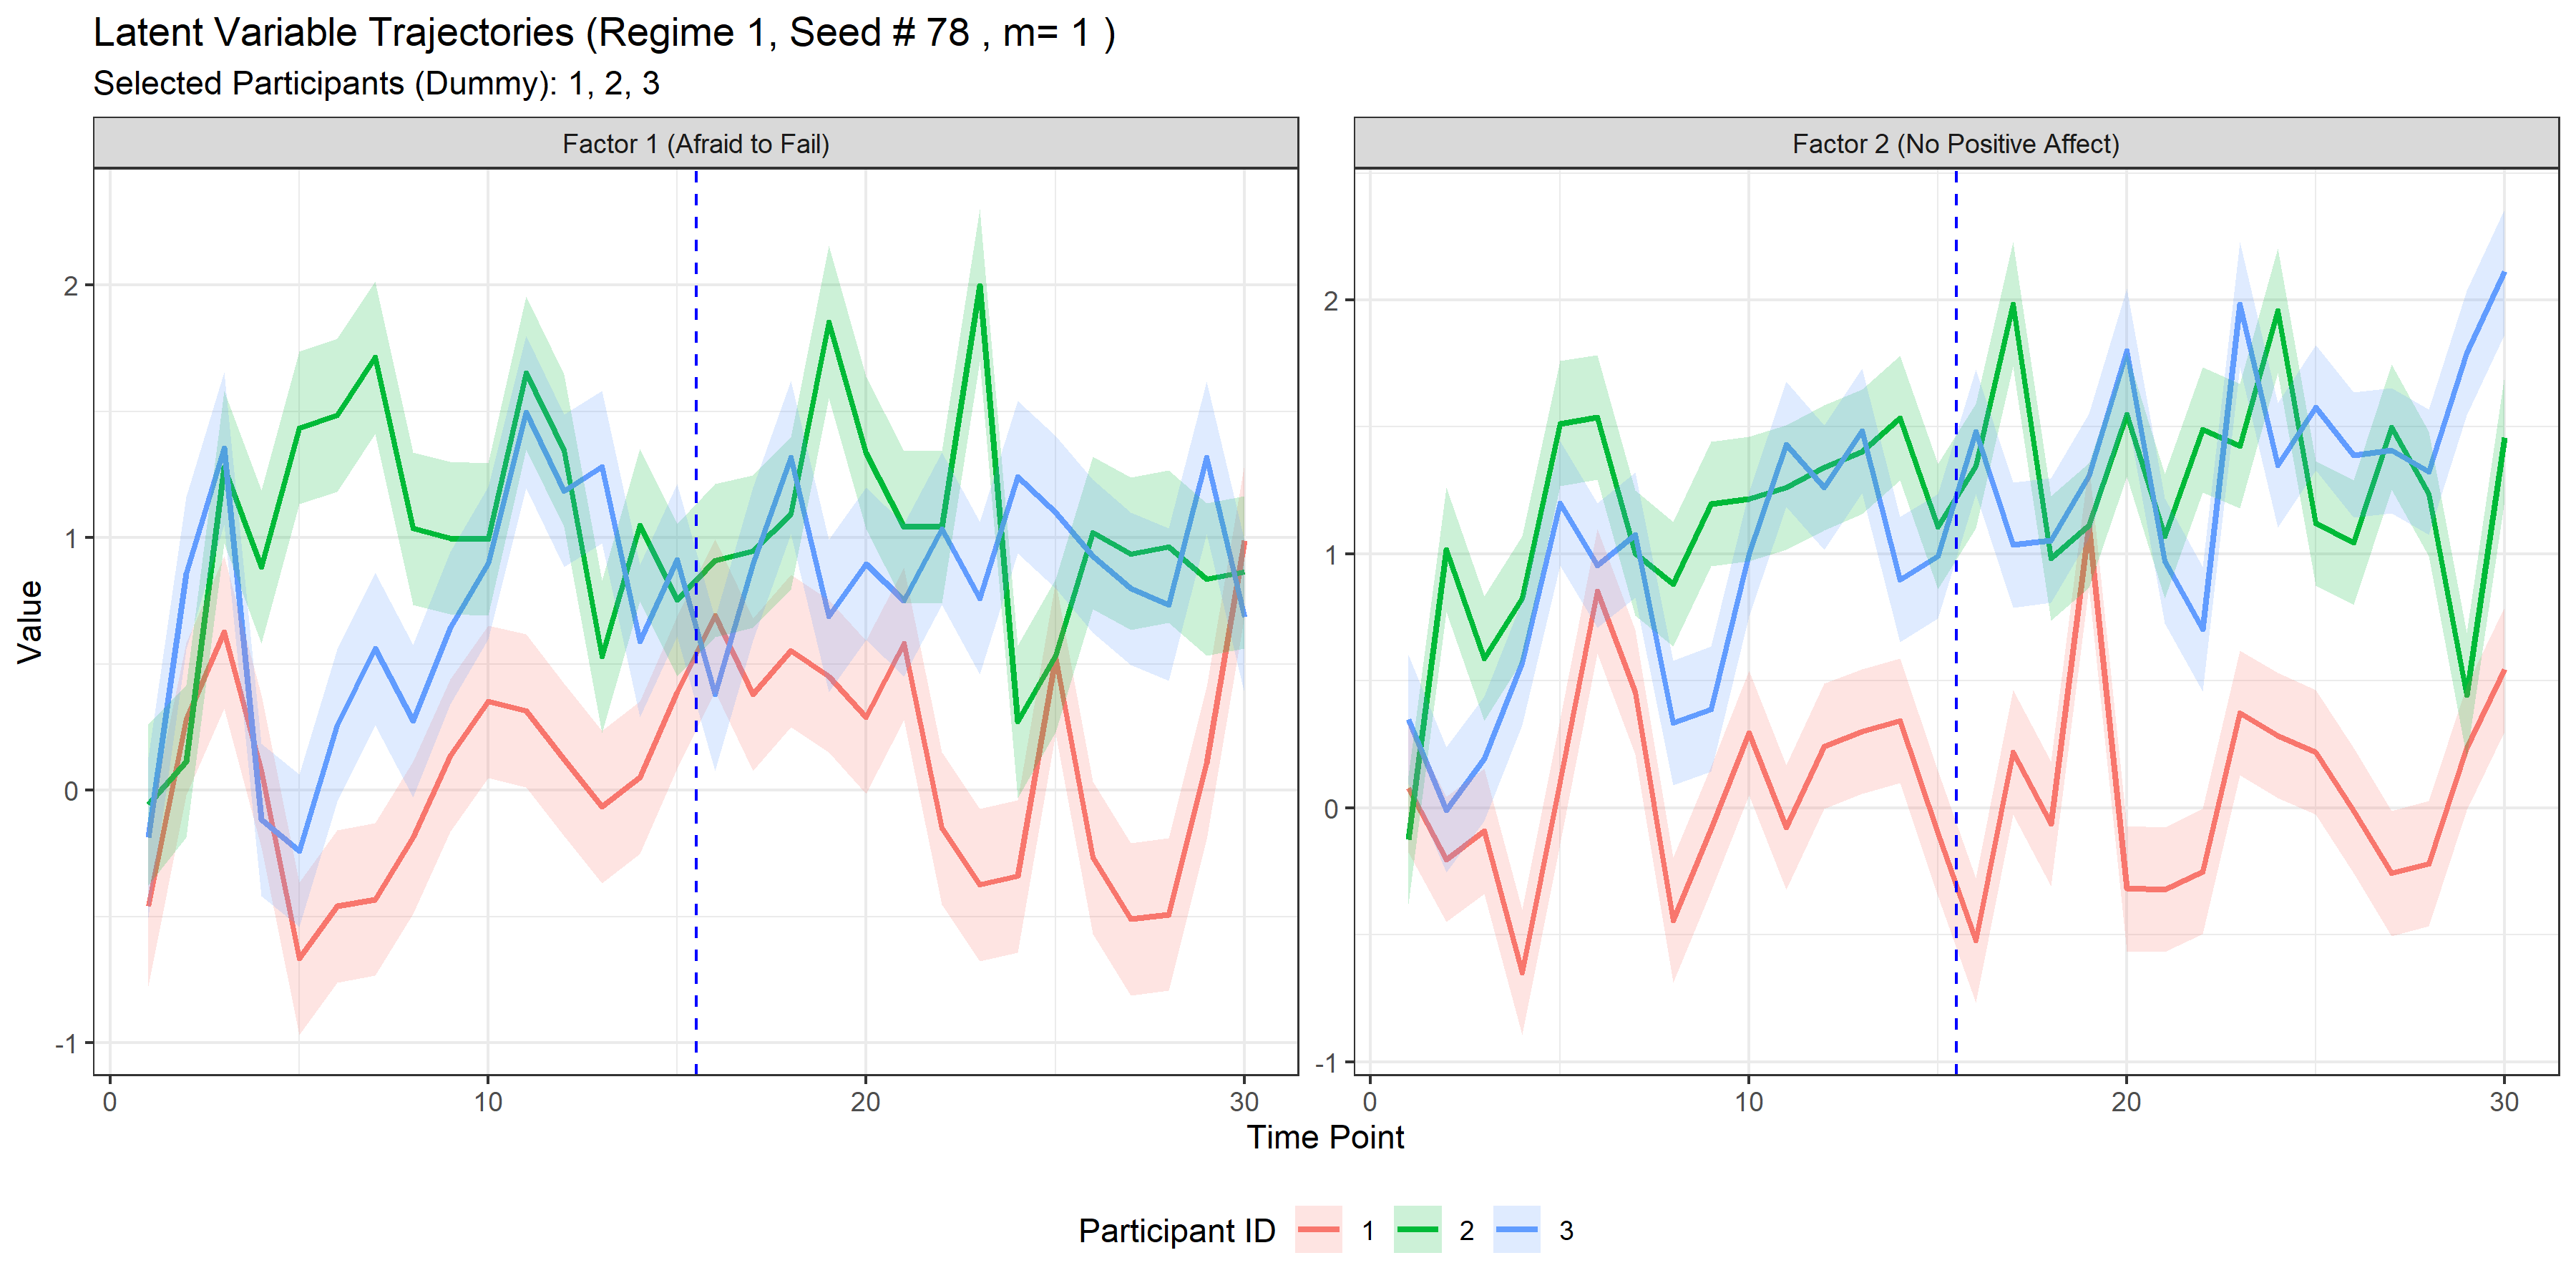 Latent Variable Trajectories (Regime 1, Seed # 78 , m= 1 )
Selected Participants (Dummy): 1, 2, 3
Factor 1 (Afraid to Fail)
Factor 2 (No Positive Affect)
Value
2
1
0
-1
2
1
0
-1
0 10 20 30
0 10 20 30
Time Point
Participant ID 1 2 3